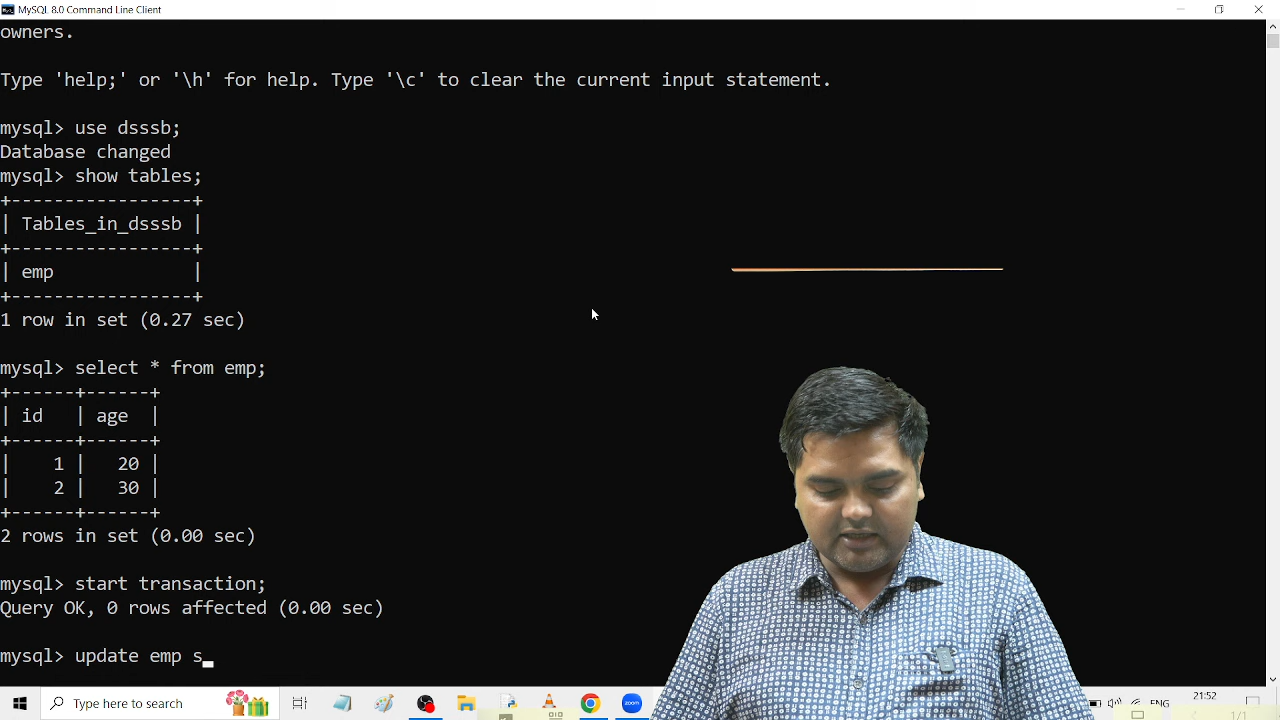 MySQL 8.0 Command Line Client
owners.
Type 'help;' or '\h' for help. Type '\c' to clear the current input statement.
mysql> use dsssb;
Database changed
mysql> show tables;
+-----------------+
| Tables_in_dsssb |
+-----------------+
| emp             |
+-----------------+
1 row in set (0.27 sec)
mysql> select * from emp;
+------+------+
| id   | age  |
+------+------+
|    1 |   20 |
|    2 |   30 |
+------+------+
2 rows in set (0.00 sec)
mysql> start transaction;
Query OK, 0 rows affected (0.00 sec)
mysql> update emp s
Type here to search
zoom
21:52
1/1